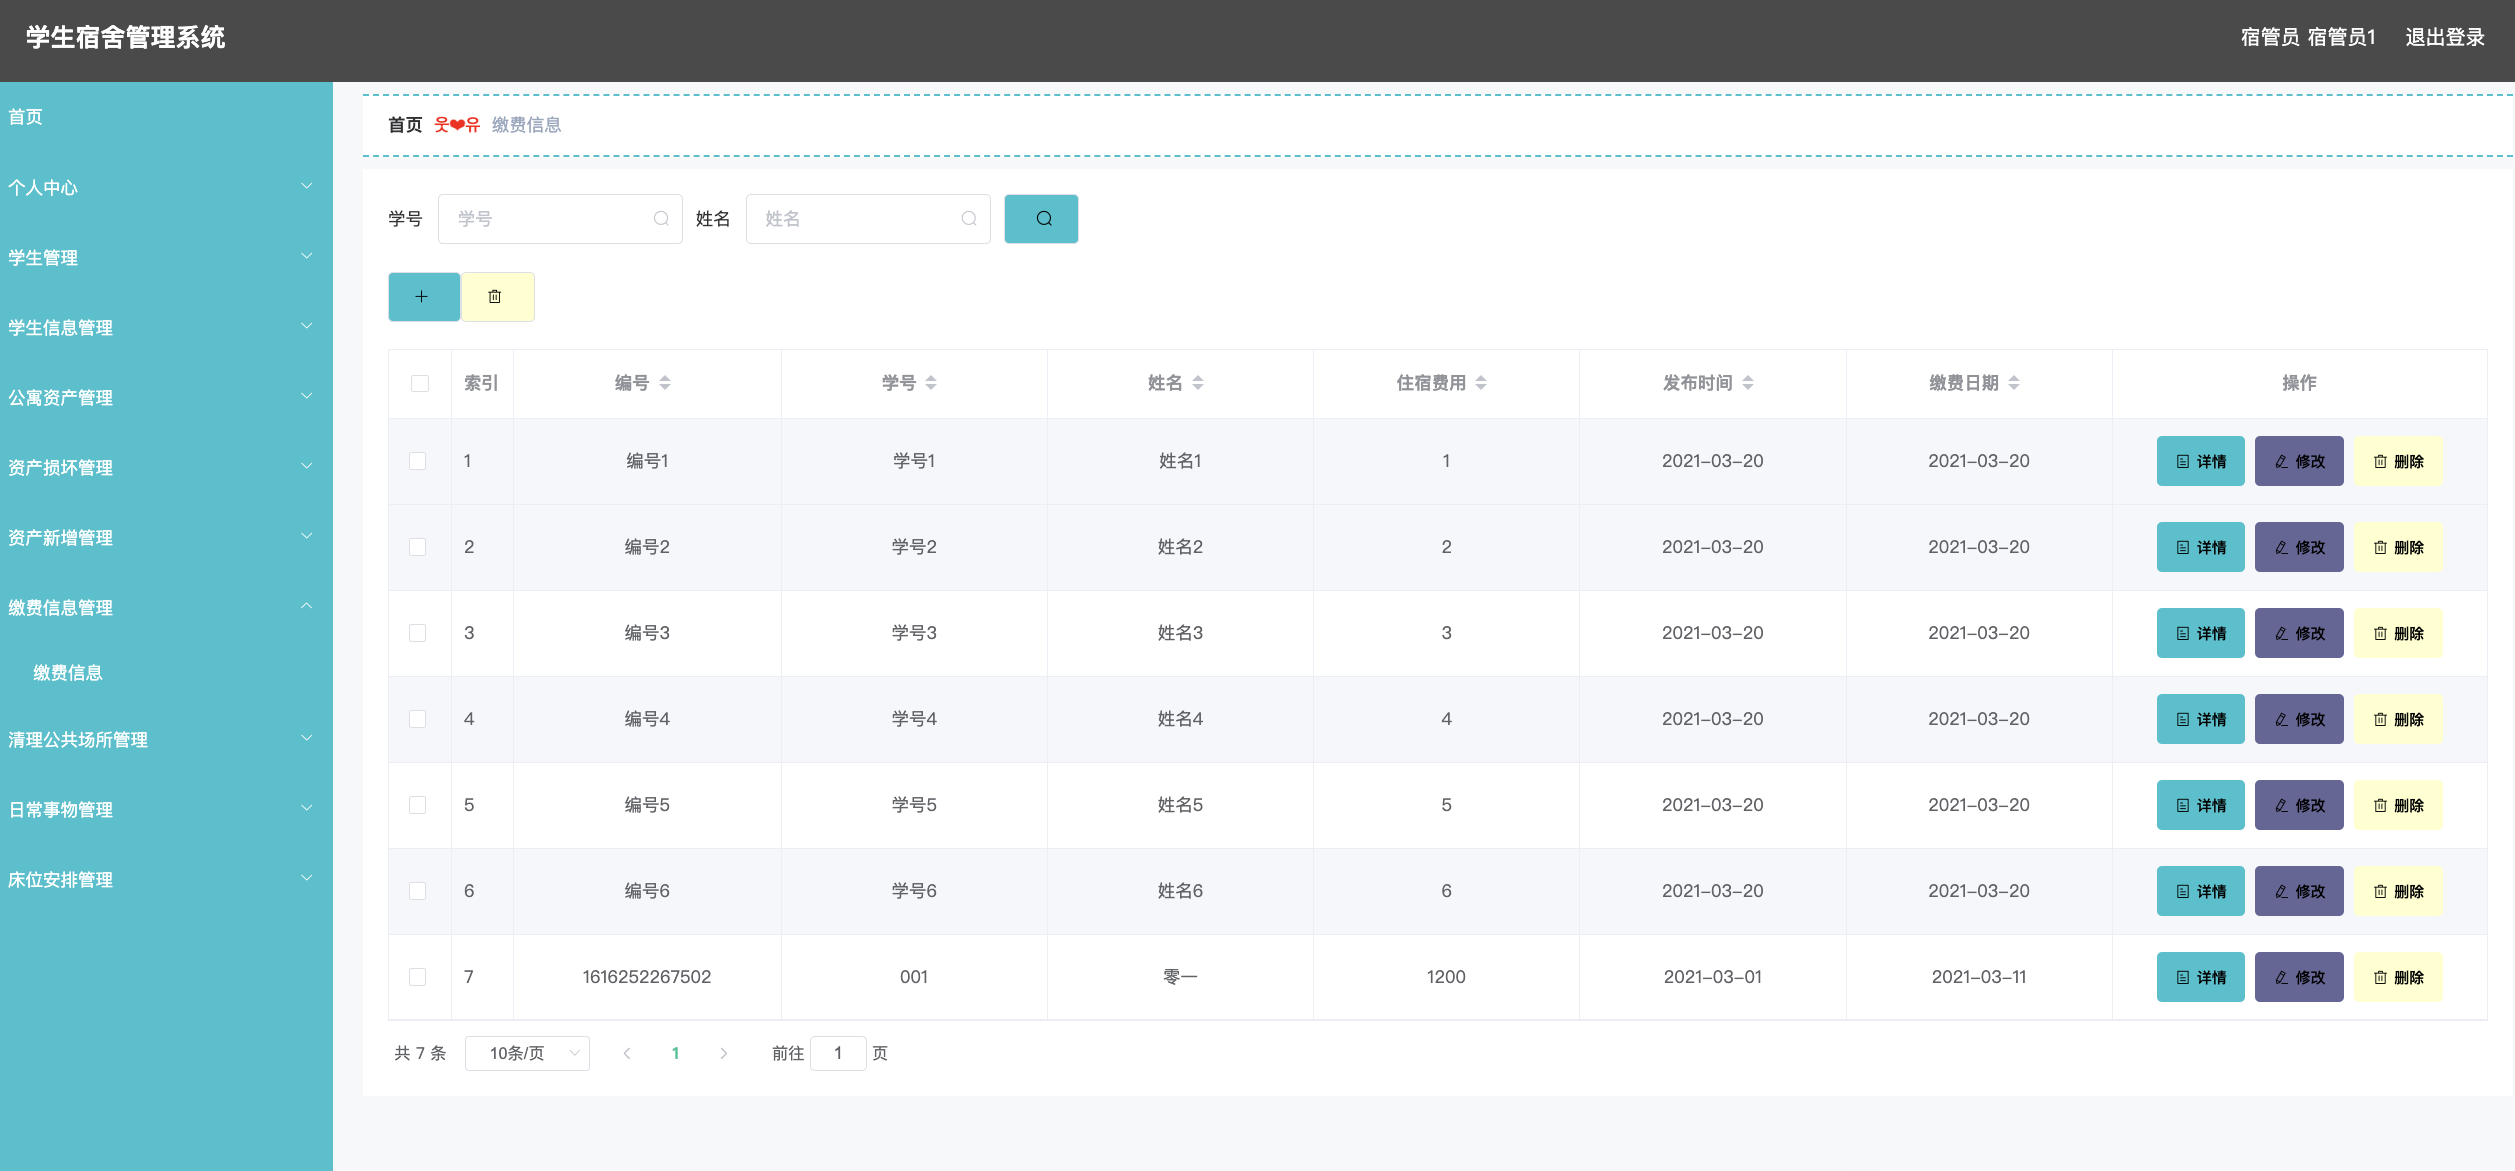 学生宿舍管理系统
宿管员 宿管员1 退出登录
首页
个人中心
学生管理
学生信息管理
公寓资产管理
资产损坏管理
资产新增管理
缴费信息管理
缴费信息
清理公共场所管理
日常事物管理
床位安排管理
首页 웃❤유 缴费信息
学号 学号 姓名 姓名
索引 编号 学号 姓名 住宿费用 发布时间 缴费日期 操作
1 编号1 学号1 姓名1 1 2021-03-20 2021-03-20 详情 修改 删除
2 编号2 学号2 姓名2 2 2021-03-20 2021-03-20 详情 修改 删除
3 编号3 学号3 姓名3 3 2021-03-20 2021-03-20 详情 修改 删除
4 编号4 学号4 姓名4 4 2021-03-20 2021-03-20 详情 修改 删除
5 编号5 学号5 姓名5 5 2021-03-20 2021-03-20 详情 修改 删除
6 编号6 学号6 姓名6 6 2021-03-20 2021-03-20 详情 修改 删除
7 1616252267502 001 零一 1200 2021-03-01 2021-03-11 详情 修改 删除
共 7 条 10条/页 1 前往 1 页